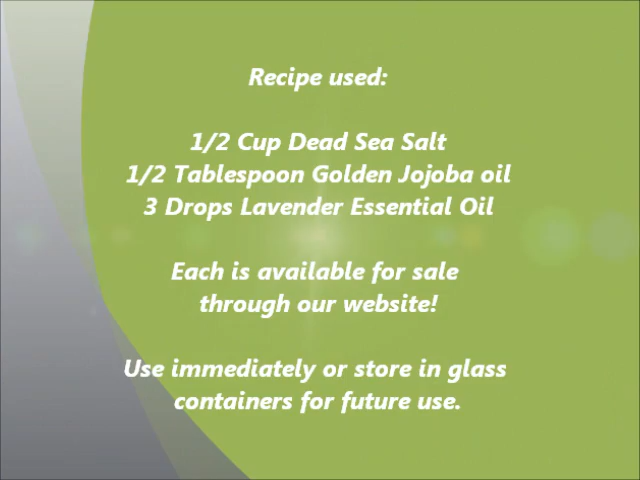 Recipe used:
1/2 Cup Dead Sea Salt
1/2 Tablespoon Golden Jojoba oil
3 Drops Lavender Essential Oil
Each is available for sale
through our website!
Use immediately or store in glass
containers for future use.